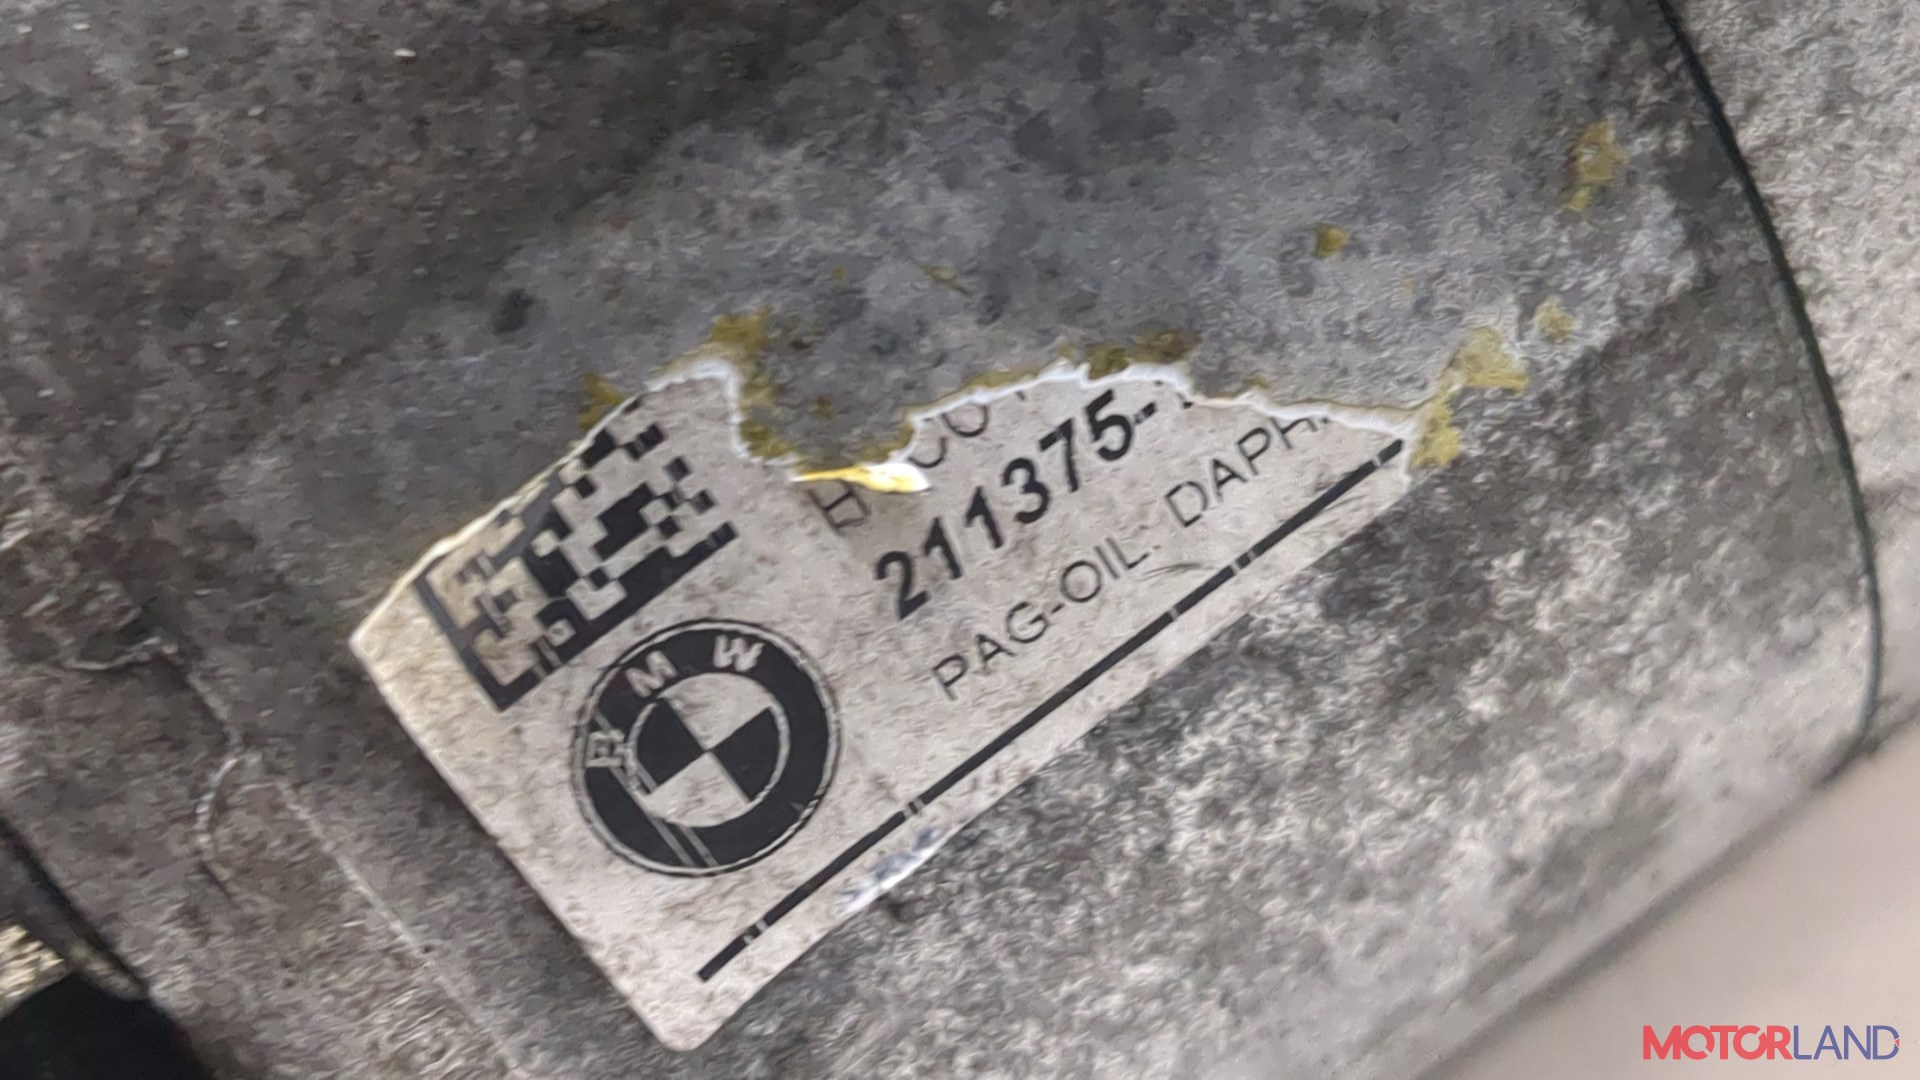 211375-
PAG-OIL: DAPH
BMW
MOTORLAND